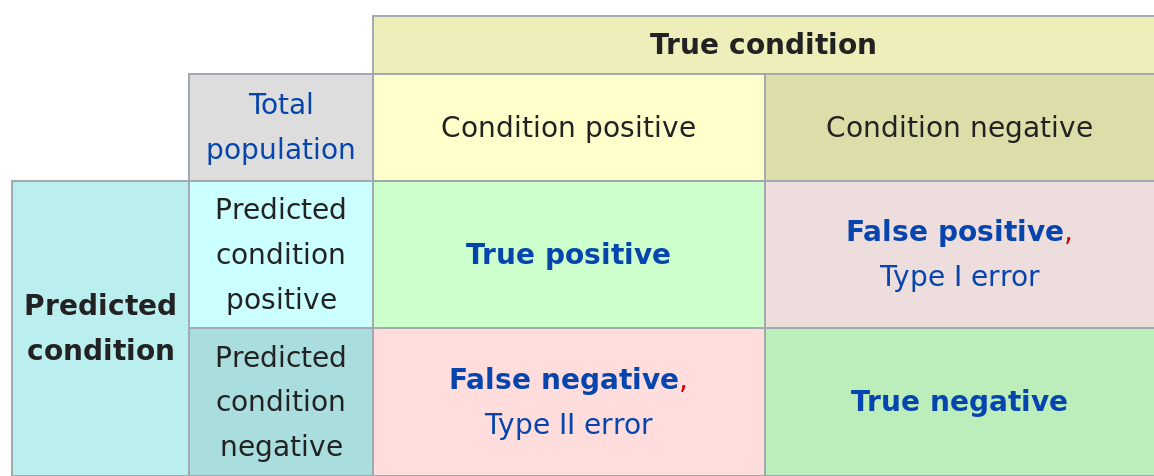 True condition
Total
population
Condition positive
Condition negative
Predicted
condition
Predicted
condition
positive
True positive
False positive,
Type I error
Predicted
condition
negative
False negative,
Type II error
True negative